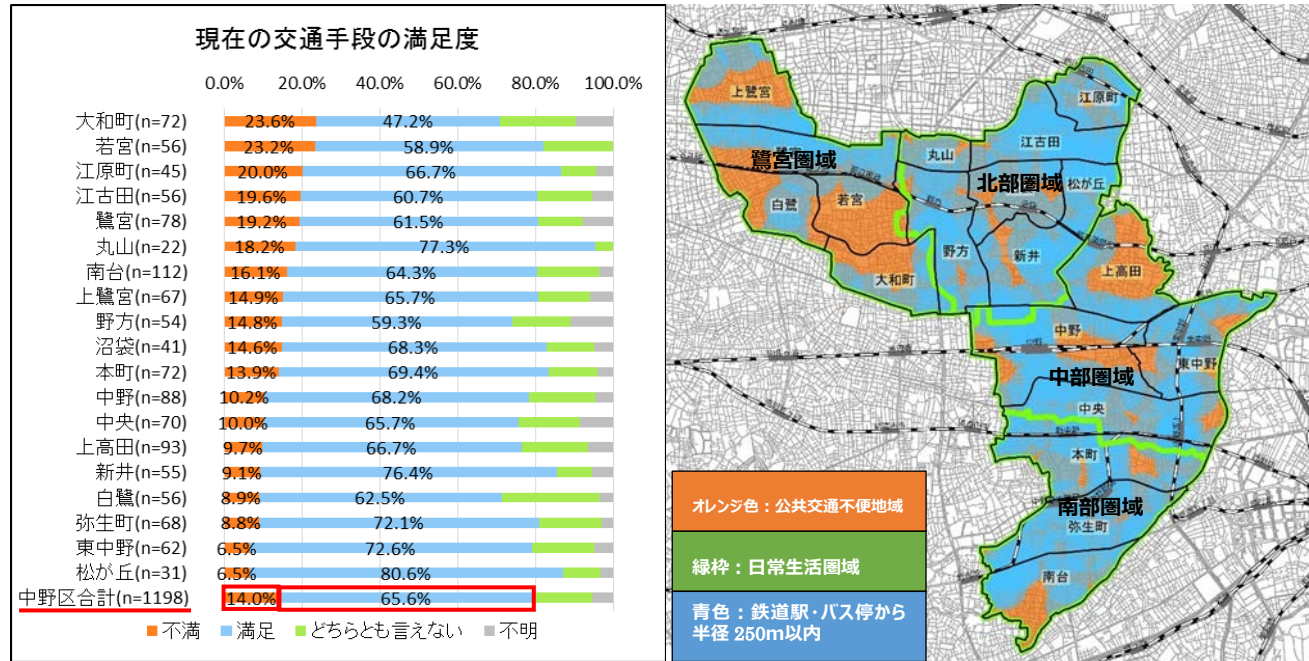 現在の交通手段の満足度
0.0% 20.0% 40.0% 60.0% 80.0% 100.0%
大和町(n=72) 23.6% 47.2%
若宮(n=56) 23.2% 58.9%
江原町(n=45) 20.0% 66.7%
江古田(n=56) 19.6% 60.7%
鷺宮(n=78) 19.2% 61.5%
丸山(n=22) 18.2% 77.3%
南台(n=112) 16.1% 64.3%
上鷺宮(n=67) 14.9% 65.7%
野方(n=54) 14.8% 59.3%
沼袋(n=41) 14.6% 68.3%
本町(n=72) 13.9% 69.4%
中野(n=88) 10.2% 68.2%
中央(n=70) 10.0% 65.7%
上高田(n=93) 9.7% 66.7%
新井(n=55) 9.1% 76.4%
白鷺(n=56) 8.9% 62.5%
弥生町(n=68) 8.8% 72.1%
東中野(n=62) 6.5% 72.6%
松が丘(n=31) 6.5% 80.6%
中野区合計(n=1198) 14.0% 65.6%
不満 満足 どちらとも言えない 不明
上鷺宮
江原町
江古田
丸山
鷺宮圏域
北部圏域
松が丘
白鷺
若宮
野方
新井
上高田
大和町
中野
東中野
中部圏域
中央
本町
南部圏域
弥生町
南台
オレンジ色：公共交通不便地域
緑枠：日常生活圏域
青色：鉄道駅・バス停から
半径 250m以内